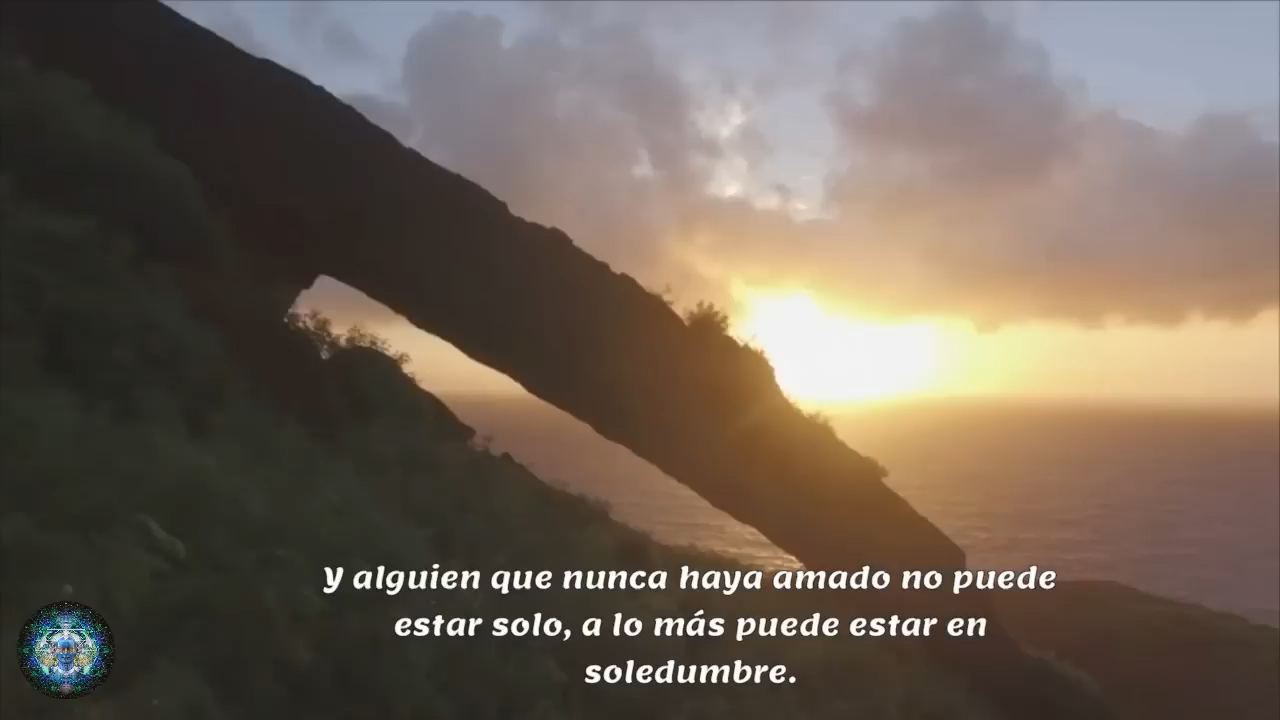 Y alguien que nunca haya amado no puede
estar solo, a lo más puede estar en
soledumbre.